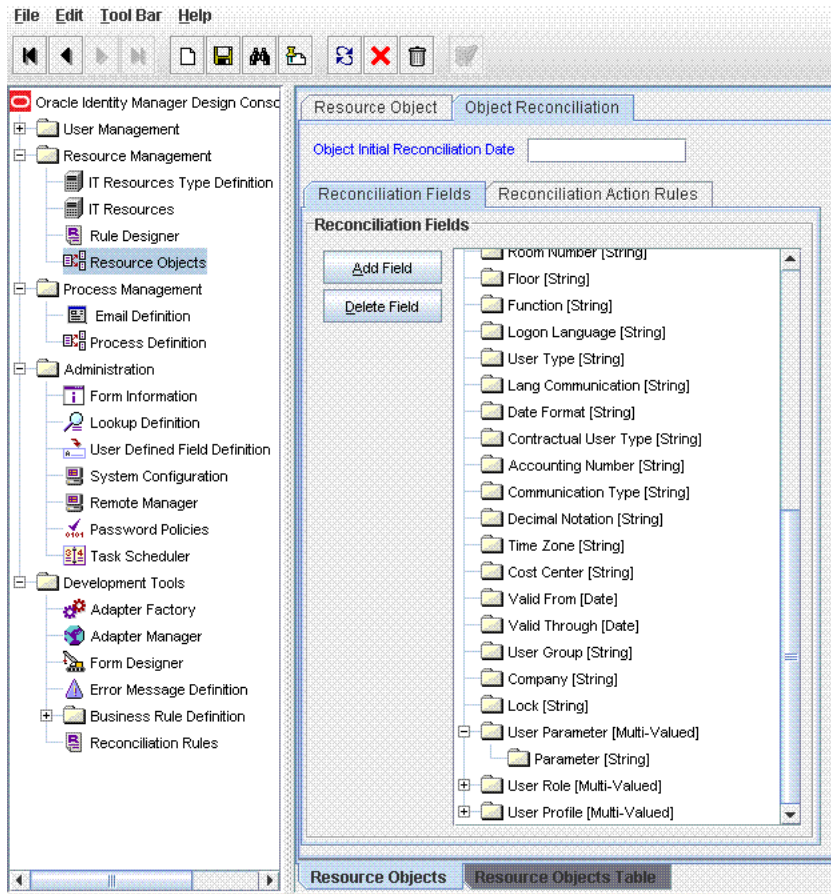 File Edit Tool Bar Help
Oracle Identity Manager Design Consc
User Management
Resource Management
IT Resources Type Definition
IT Resources
Rule Designer
Resource Objects
Process Management
Email Definition
Process Definition
Administration
Form Information
Lookup Definition
User Defined Field Definition
System Configuration
Remote Manager
Password Policies
Task Scheduler
Development Tools
Adapter Factory
Adapter Manager
Form Designer
Error Message Definition
Business Rule Definition
Reconciliation Rules
Resource Object
Object Reconciliation
Object Initial Reconciliation Date
Reconciliation Fields
Reconciliation Action Rules
Reconciliation Fields
Add Field
Delete Field
Room Number [String]
Floor [String]
Function [String]
Logon Language [String]
User Type [String]
Lang Communication [String]
Date Format [String]
Contractual User Type [String]
Accounting Number [String]
Communication Type [String]
Decimal Notation [String]
Time Zone [String]
Cost Center [String]
Valid From [Date]
Valid Through [Date]
User Group [String]
Company [String]
Lock [String]
User Parameter [Multi-Valued]
Parameter [String]
User Role [Multi-Valued]
User Profile [Multi-Valued]
Resource Objects
Resource Objects Table